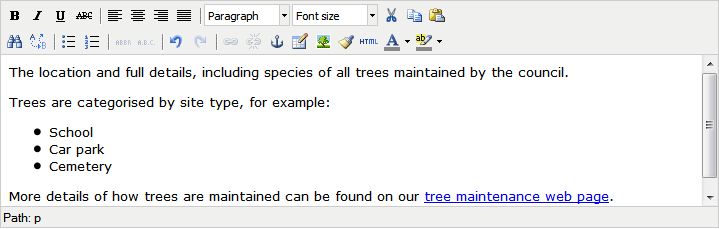 B I U ABC Paragraph Font size
ABBR A.B.C. HTML A ab
The location and full details, including species of all trees maintained by the council.
Trees are categorised by site type, for example:
School
Car park
Cemetery
More details of how trees are maintained can be found on our tree maintenance web page.
Path: p